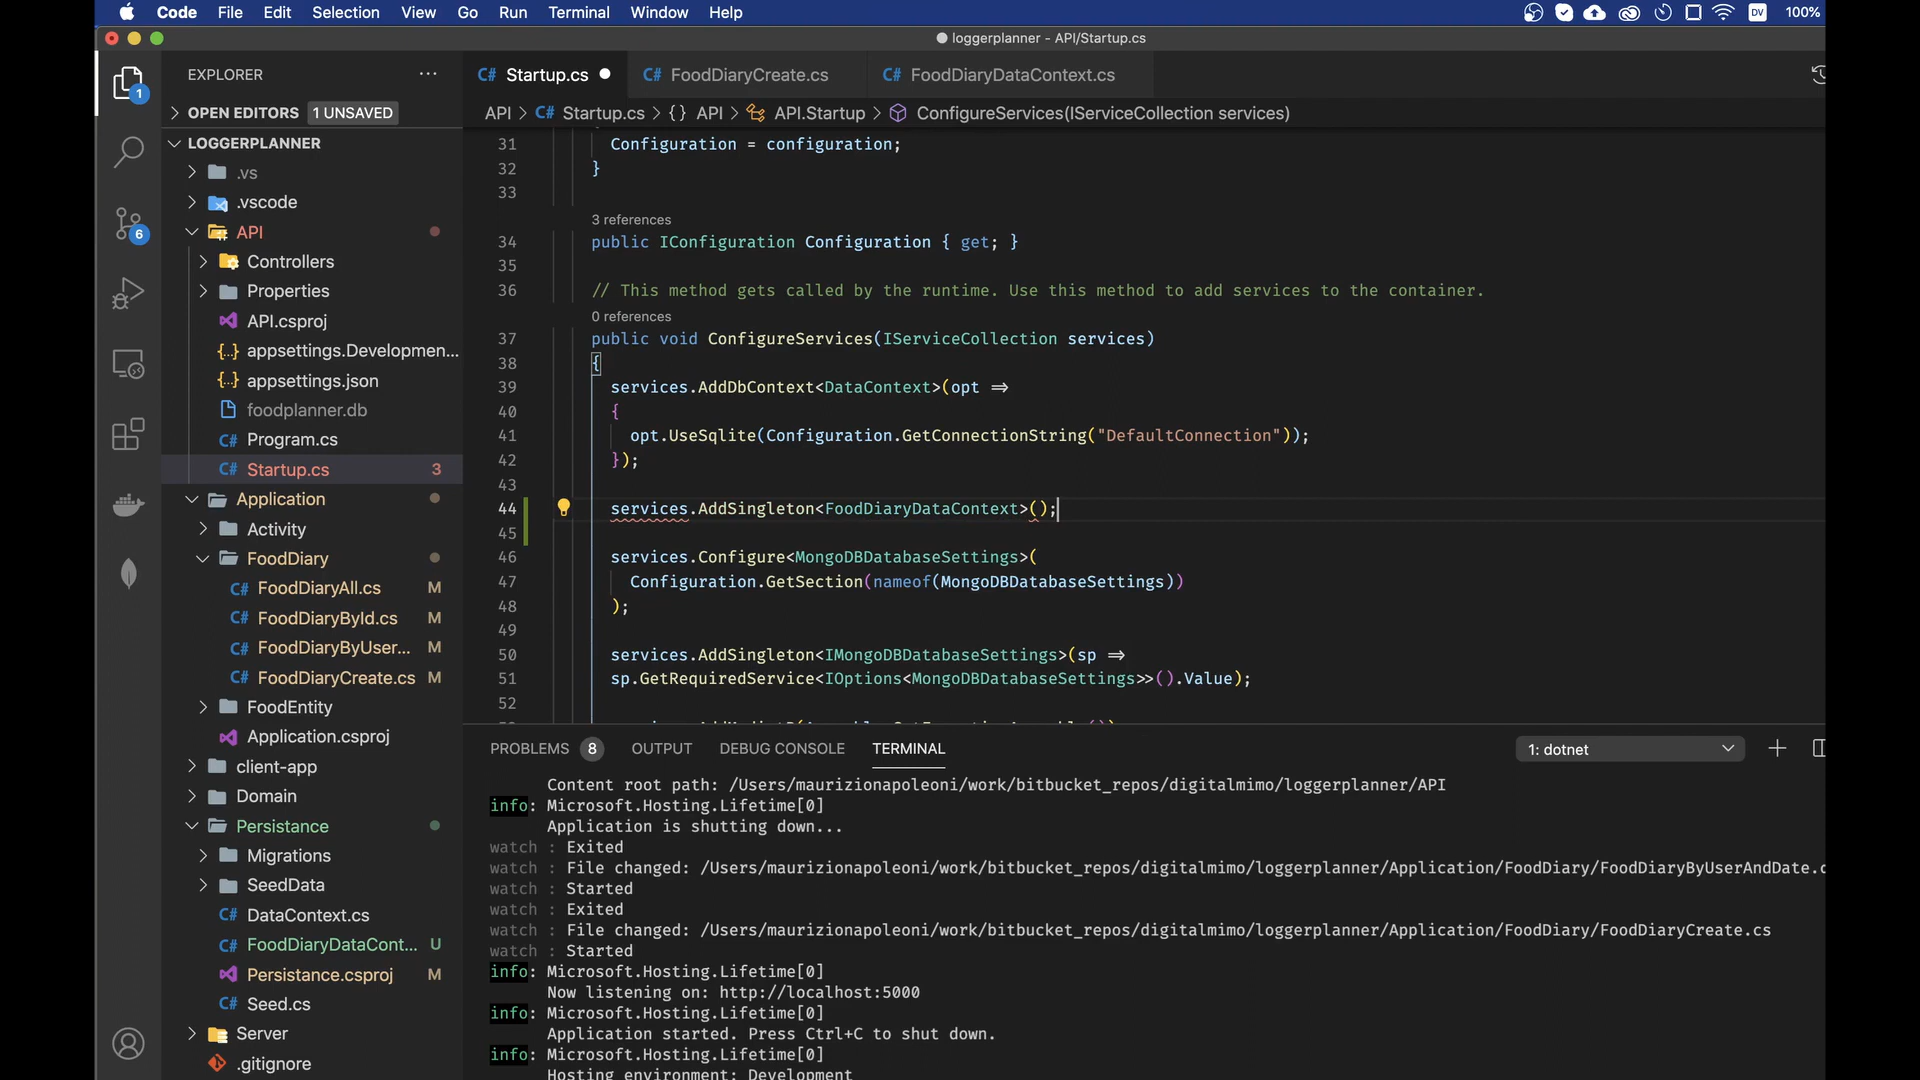 Code File Edit Selection View Go Run Terminal Window Help DV 100%
loggerplanner - API/Startup.cs
EXPLORER ...
Startup.cs
FoodDiaryCreate.cs
FoodDiaryDataContext.cs
OPEN EDITORS 1 UNSAVED
API > C# Startup.cs > {} API > API.Startup > ConfigureServices(IServiceCollection services)
1
6
LOGGERPLANNER
.vs
.vscode
API
Controllers
Properties
API.csproj
{..} appsettings.Developmen...
{..} appsettings.json
foodplanner.db
C# Program.cs
C# Startup.cs 3
Application
Activity
FoodDiary
C# FoodDiaryAll.cs M
C# FoodDiaryById.cs M
C# FoodDiaryByUser... M
C# FoodDiaryCreate.cs M
FoodEntity
Application.csproj
client-app
Domain
Persistance
Migrations
SeedData
C# DataContext.cs
C# FoodDiaryDataCont... U
Persistance.csproj M
C# Seed.cs
Server
.gitignore
31 Configuration = configuration;
32 }
33
3 references
34 public IConfiguration Configuration { get; }
35
36 // This method gets called by the runtime. Use this method to add services to the container.
0 references
37 public void ConfigureServices(IServiceCollection services)
38 {
39 services.AddDbContext<DataContext>(opt =>
40 {
41 opt.UseSqlite(Configuration.GetConnectionString("DefaultConnection"));
42 });
43
44 services.AddSingleton<FoodDiaryDataContext>();
45
46 services.Configure<MongoDBDatabaseSettings>(
47 Configuration.GetSection(nameof(MongoDBDatabaseSettings))
48 );
49
50 services.AddSingleton<IMongoDBDatabaseSettings>(sp =>
51 sp.GetRequiredService<IOptions<MongoDBDatabaseSettings>>().Value);
52
PROBLEMS 8 OUTPUT DEBUG CONSOLE TERMINAL 1: dotnet
Content root path: /Users/maurizionapoleoni/work/bitbucket_repos/digitalmimo/loggerplanner/API
info: Microsoft.Hosting.Lifetime[0]
Application is shutting down...
watch : Exited
watch : File changed: /Users/maurizionapoleoni/work/bitbucket_repos/digitalmimo/loggerplanner/Application/FoodDiary/FoodDiaryByUserAndDate.
watch : Started
watch : Exited
watch : File changed: /Users/maurizionapoleoni/work/bitbucket_repos/digitalmimo/loggerplanner/Application/FoodDiary/FoodDiaryCreate.cs
watch : Started
info: Microsoft.Hosting.Lifetime[0]
Now listening on: http://localhost:5000
info: Microsoft.Hosting.Lifetime[0]
Application started. Press Ctrl+C to shut down.
info: Microsoft.Hosting.Lifetime[0]
Hosting environment: Development